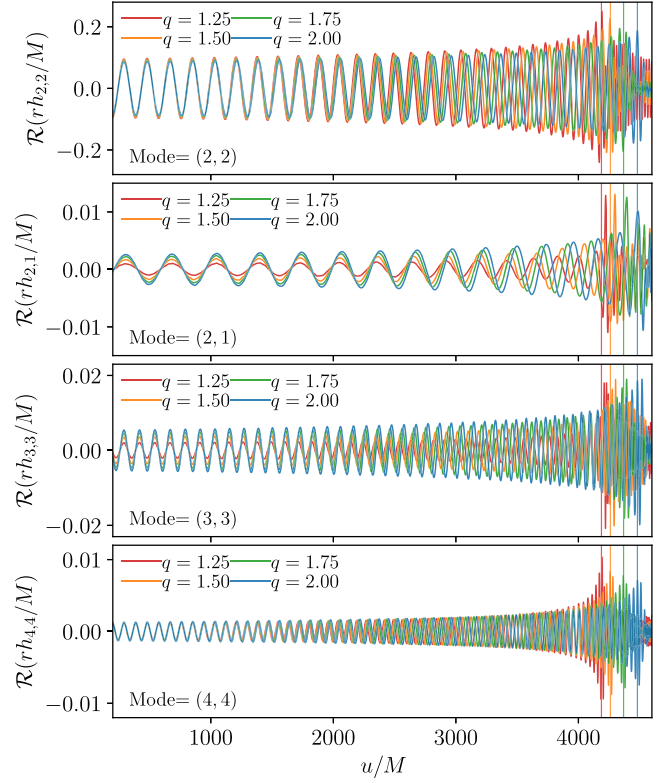 q = 1.25 q = 1.75
q = 1.50 q = 2.00
0.2
0.0
−0.2
ℛ(rh₂,₂/M)
Mode= (2, 2)
q = 1.25 q = 1.75
q = 1.50 q = 2.00
0.01
0.00
−0.01
ℛ(rh₂,₁/M)
Mode= (2, 1)
q = 1.25 q = 1.75
q = 1.50 q = 2.00
0.02
0.00
−0.02
ℛ(rh₃,₃/M)
Mode= (3, 3)
q = 1.25 q = 1.75
q = 1.50 q = 2.00
0.01
0.00
−0.01
ℛ(rh₄,₄/M)
Mode= (4, 4)
1000 2000 3000 4000
u/M